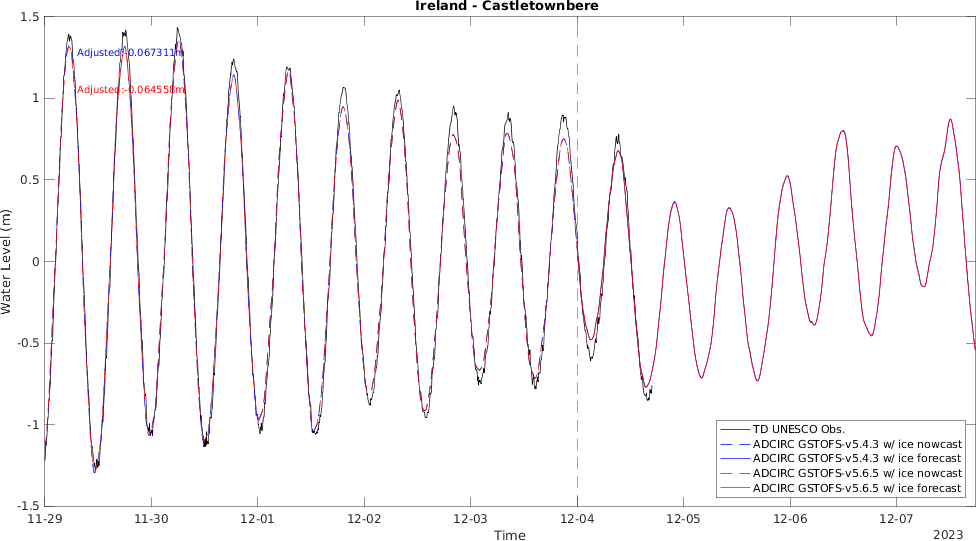 Ireland - Castletownbere
1.5
1
0.5
0
-0.5
-1
-1.5
Water Level (m)
Adjusted:-0.067311m
Adjusted:-0.064558m
TD UNESCO Obs.
ADCIRC GSTOFS-v5.4.3 w/ ice nowcast
ADCIRC GSTOFS-v5.4.3 w/ ice forecast
ADCIRC GSTOFS-v5.6.5 w/ ice nowcast
ADCIRC GSTOFS-v5.6.5 w/ ice forecast
11-29 11-30 12-01 12-02 12-03 12-04 12-05 12-06 12-07
Time
2023